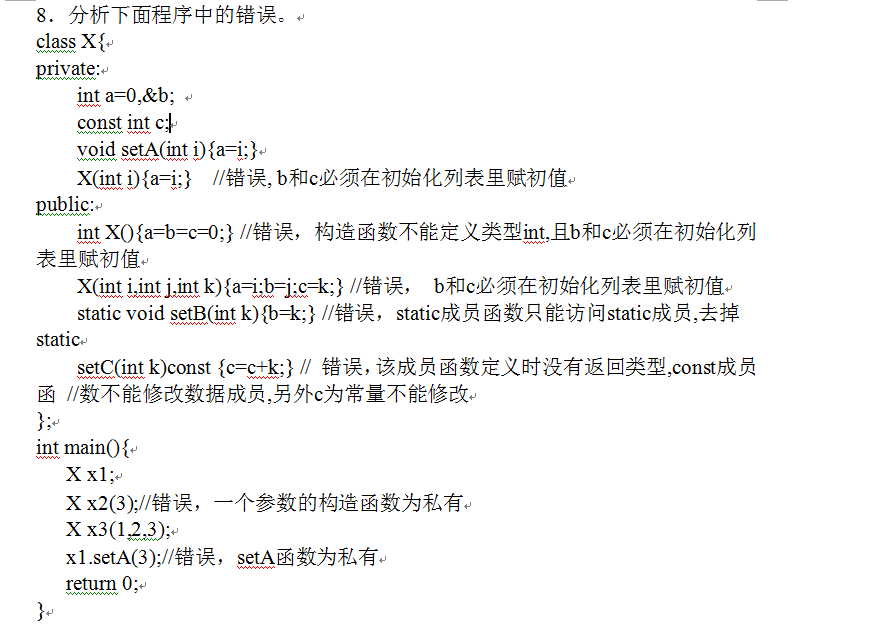 8．分析下面程序中的错误。
class X{
private:
int a=0,&b;
const int c;
void setA(int i){a=i;}
X(int i){a=i;} //错误, b和c必须在初始化列表里赋初值
public:
int X(){a=b=c=0;} //错误，构造函数不能定义类型int,且b和c必须在初始化列
表里赋初值
X(int i,int j,int k){a=i;b=j;c=k;} //错误， b和c必须在初始化列表里赋初值
static void setB(int k){b=k;} //错误，static成员函数只能访问static成员,去掉
static
setC(int k)const {c=c+k;} // 错误，该成员函数定义时没有返回类型,const成员
函 //数不能修改数据成员,另外c为常量不能修改
};
int main(){
X x1;
X x2(3);//错误，一个参数的构造函数为私有
X x3(1,2,3);
x1.setA(3);//错误，setA函数为私有
return 0;
}